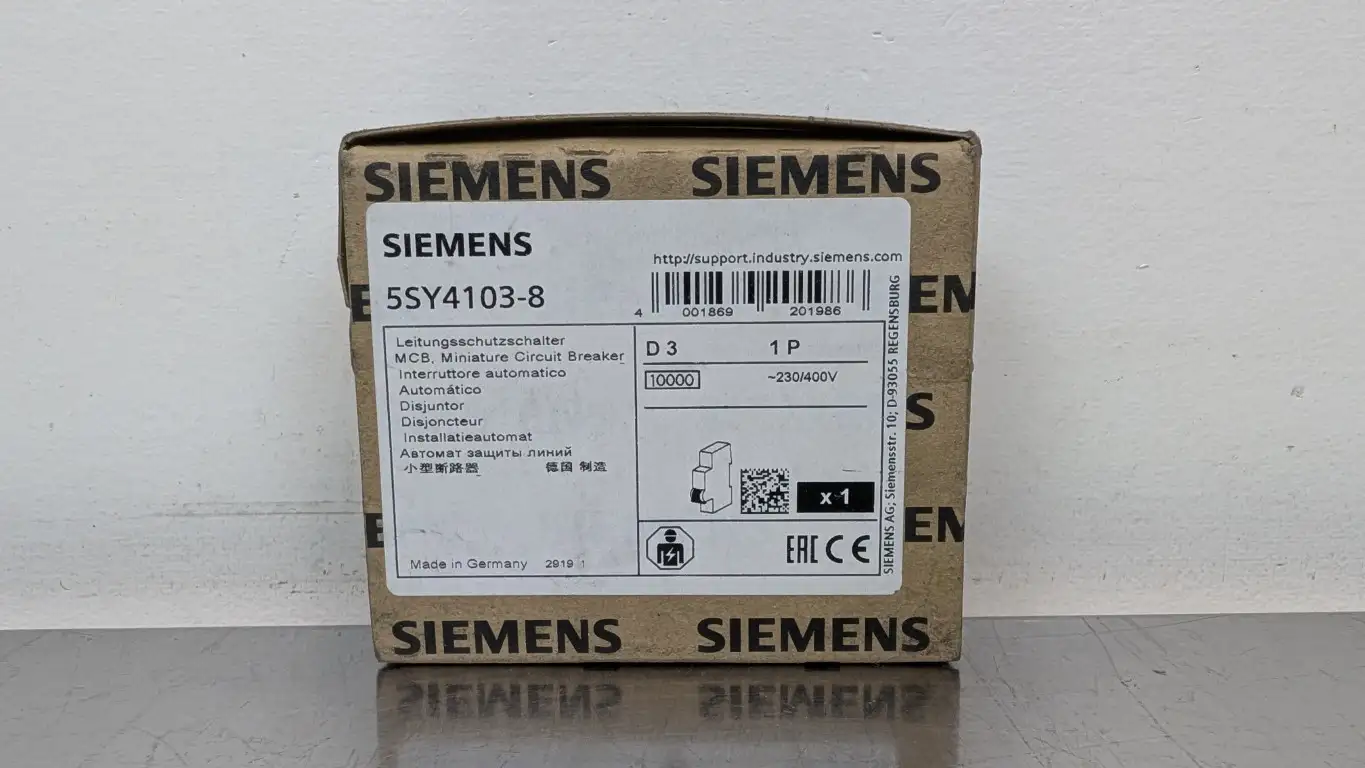 SIEMENS SIEMENS
SIEMENS
http://support.industry.siemens.com
5SY4103-8
4 001869 201986
EM
Leitungsschutzschalter
MCB, Miniature Circuit Breaker
Interruttore automatico
Automático
Disjuntor
Disjoncteur
Installatieautomat
Автомат защиты линий
小型断路器 德国 制造
D 3 1 P
10000 ~230/400V
S
x 1
E EM
Made in Germany 2919 1
EAC CE
SIEMENS AG; Siemensstr. 10; D-93055 REGENSBURG
SIEMENS SIEMENS